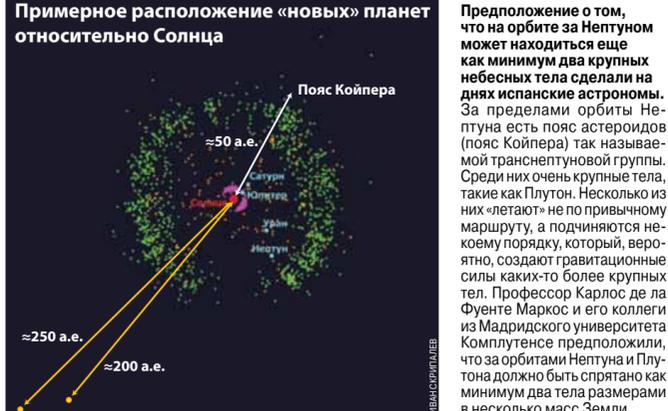 Примерное расположение «новых» планет
относительно Солнца
Пояс Койпера
≈50 а.е.
Сатурн
Юпитер
Солнце
Уран
Нептун
≈250 а.е.
≈200 а.е.
ИВАН СКРИПАЛЕВ
Предположение о том,
что на орбите за Нептуном
может находиться еще
как минимум два крупных
небесных тела сделали на
днях испанские астрономы.
За пределами орбиты Не-
птуна есть пояс астероидов
(пояс Койпера) так называе-
мой транснептуновой группы.
Среди них очень крупные тела,
такие как Плутон. Несколько из
них «летают» не по привычному
маршруту, а подчиняются не-
коему порядку, который, веро-
ятно, создают гравитационные
силы каких-то более крупных
тел. Профессор Карлос де ла
Фуенте Маркос и его коллеги
из Мадридского университета
Комплутенсе предположили,
что за орбитами Нептуна и Плу-
тона должно быть спрятано как
минимум два тела размерами
в несколько масс Земли